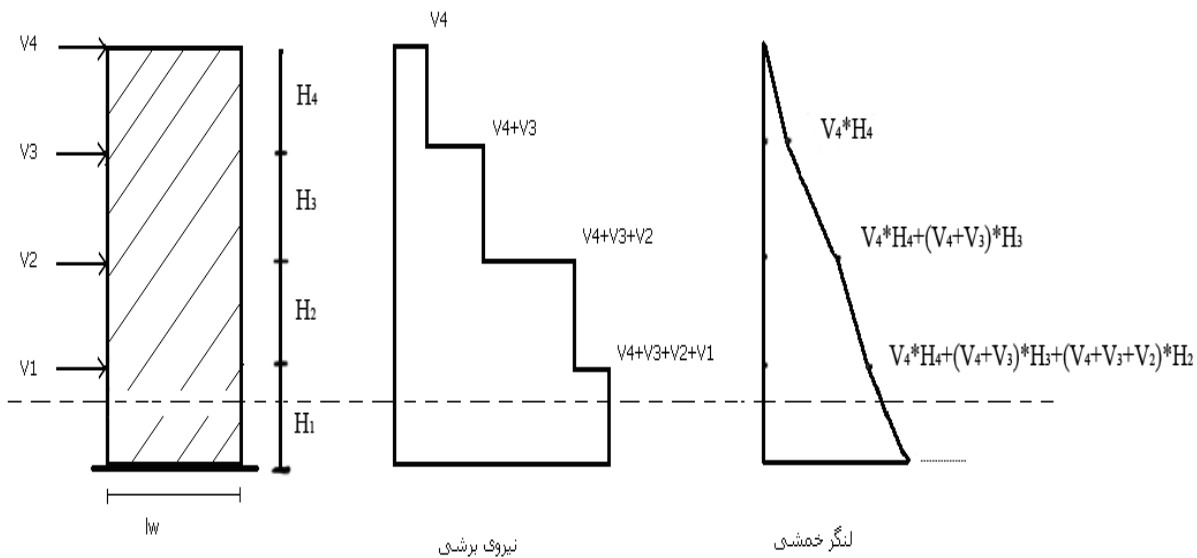 V4
V3
V2
V1
H₄
H₃
H₂
H₁
lw
V4
V4+V3
V4+V3+V2
V4+V3+V2+V1
نیروی برشی
V₄*H₄
V₄*H₄+(V₄+V₃)*H₃
V₄*H₄+(V₄+V₃)*H₃+(V₄+V₃+V₂)*H₂
..............
لنگر خمشی